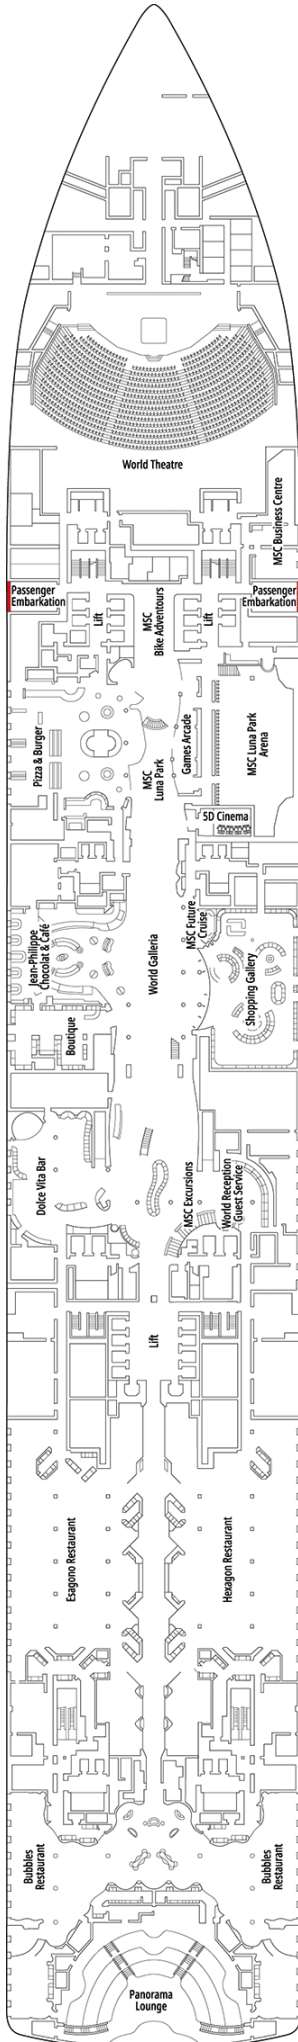 World Theatre
MSC Business Centre
Passenger
Embarkation
Lift
MSC
Bike Adventours
Lift
Passenger
Embarkation
Pizza & Burger
MSC
Luna Park
Games Arcade
MSC Luna Park
Arena
5D Cinema
Jean-Philippe
Chocolat & Café
World Galleria
MSC Future
Cruise
Shopping Gallery
Boutique
Dolce Vita Bar
MSC Excursions
World Reception
Guest Service
Lift
Esagono Restaurant
Hexagon Restaurant
Bubbles
Restaurant
Bubbles
Restaurant
Panorama
Lounge